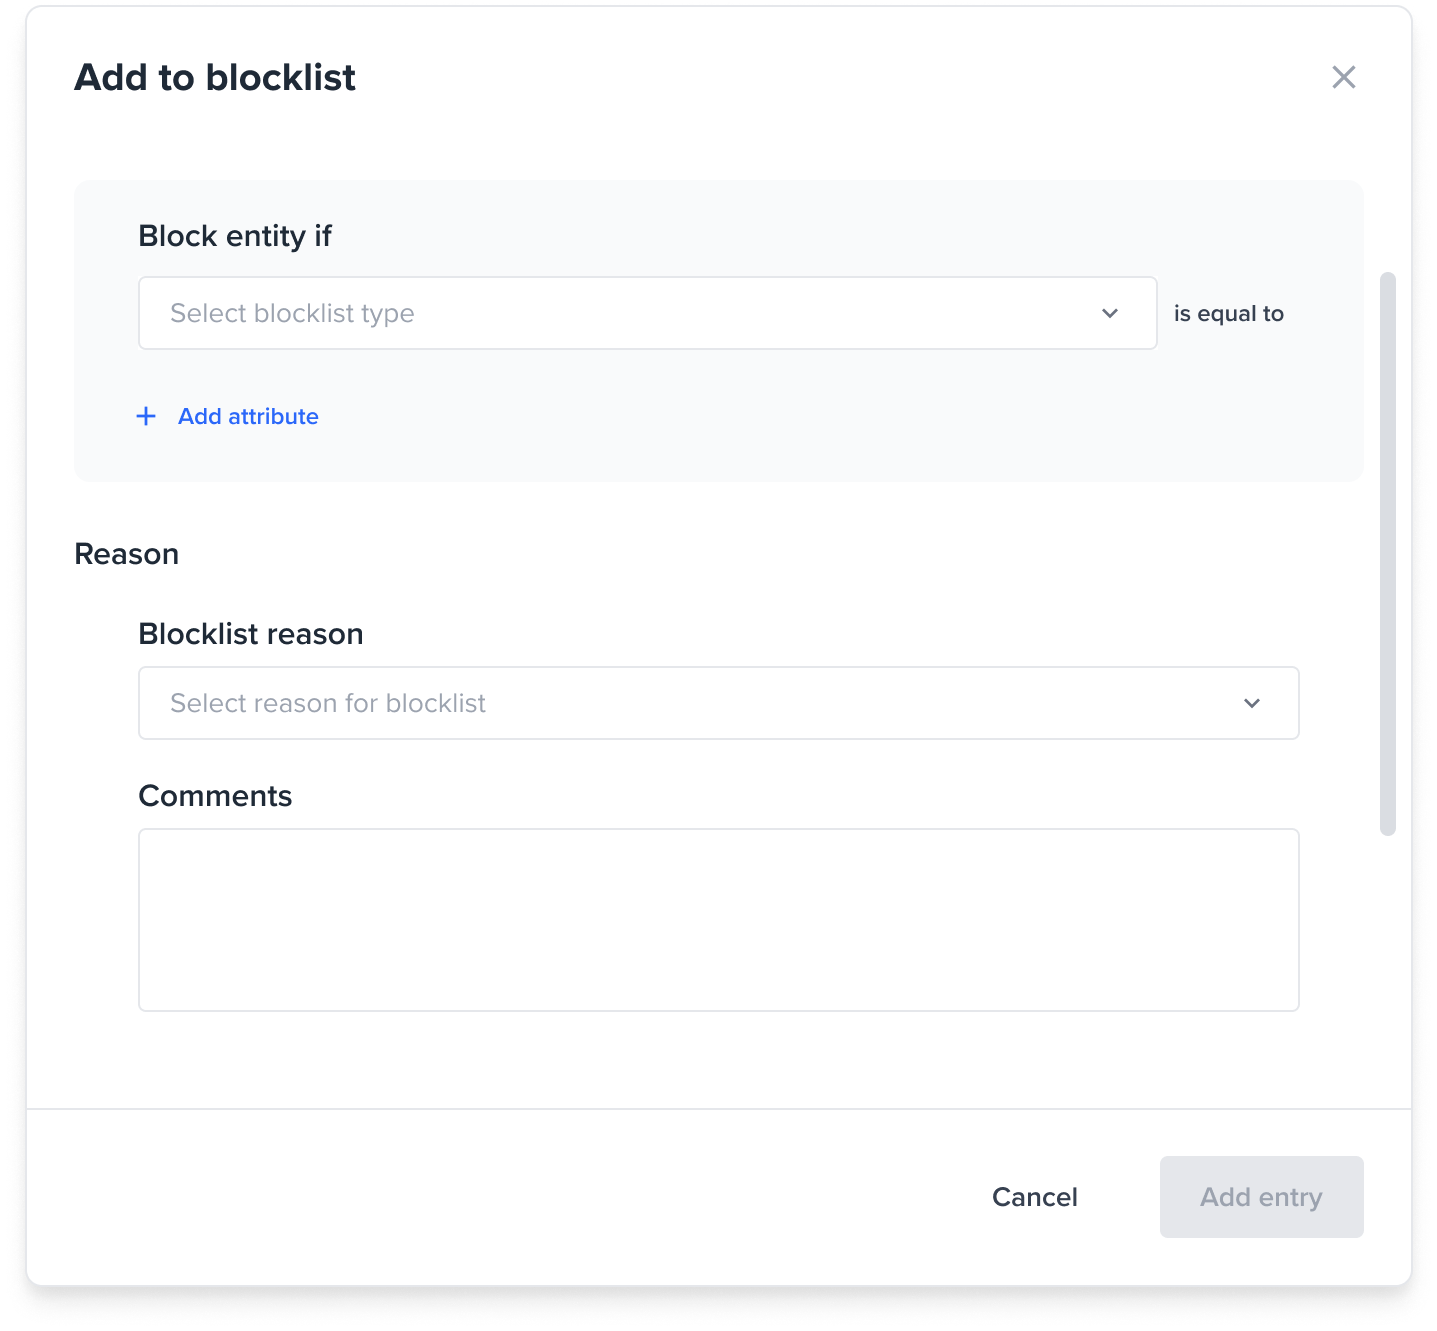 Add to blocklist
Block entity if
Select blocklist type
is equal to
Add attribute
Reason
Blocklist reason
Select reason for blocklist
Comments
Cancel
Add entry